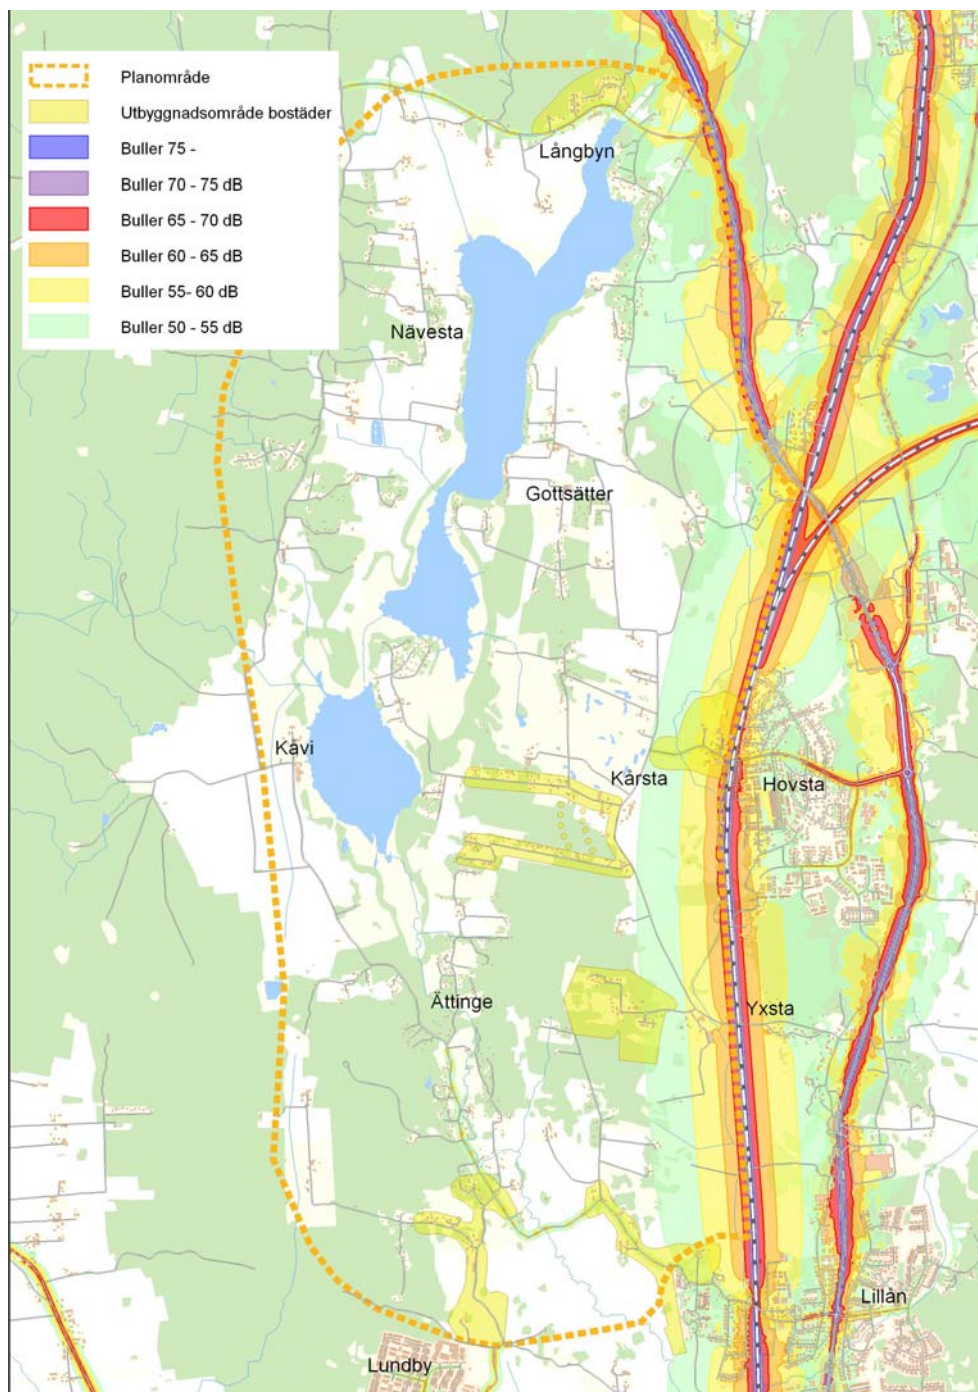 Planområde
Utbyggnadsområde bostäder
Buller 75 -
Buller 70 - 75 dB
Buller 65 - 70 dB
Buller 60 - 65 dB
Buller 55- 60 dB
Buller 50 - 55 dB
Långbyn
Nävesta
Gottsätter
Kåvi
Kårsta
Hovsta
Ättinge
Yxsta
Lillån
Lundby